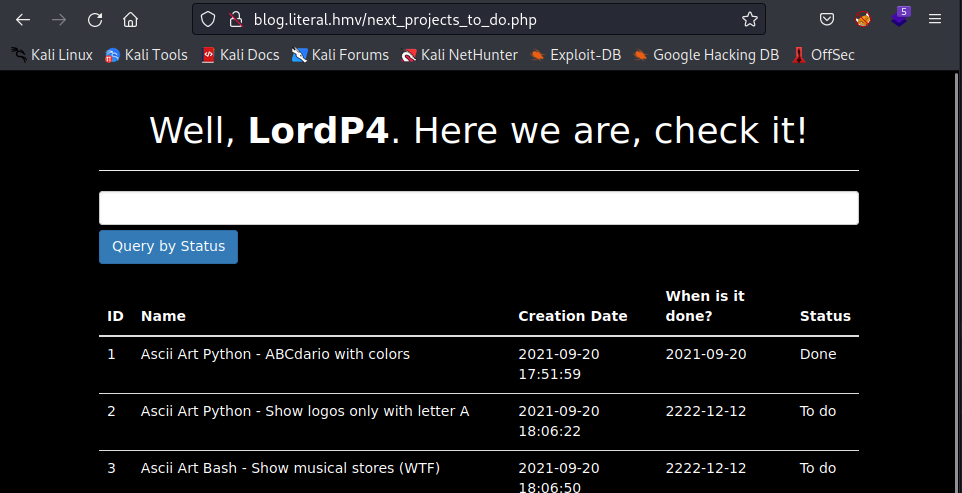 blog.literal.hmv/next_projects_to_do.php
5
Kali Linux Kali Tools Kali Docs Kali Forums Kali NetHunter Exploit-DB Google Hacking DB OffSec
Well, LordP4. Here we are, check it!
Query by Status
ID Name Creation Date When is it done? Status
1 Ascii Art Python - ABCdario with colors 2021-09-20 17:51:59 2021-09-20 Done
2 Ascii Art Python - Show logos only with letter A 2021-09-20 18:06:22 2222-12-12 To do
3 Ascii Art Bash - Show musical stores (WTF) 2021-09-20 18:06:50 2222-12-12 To do